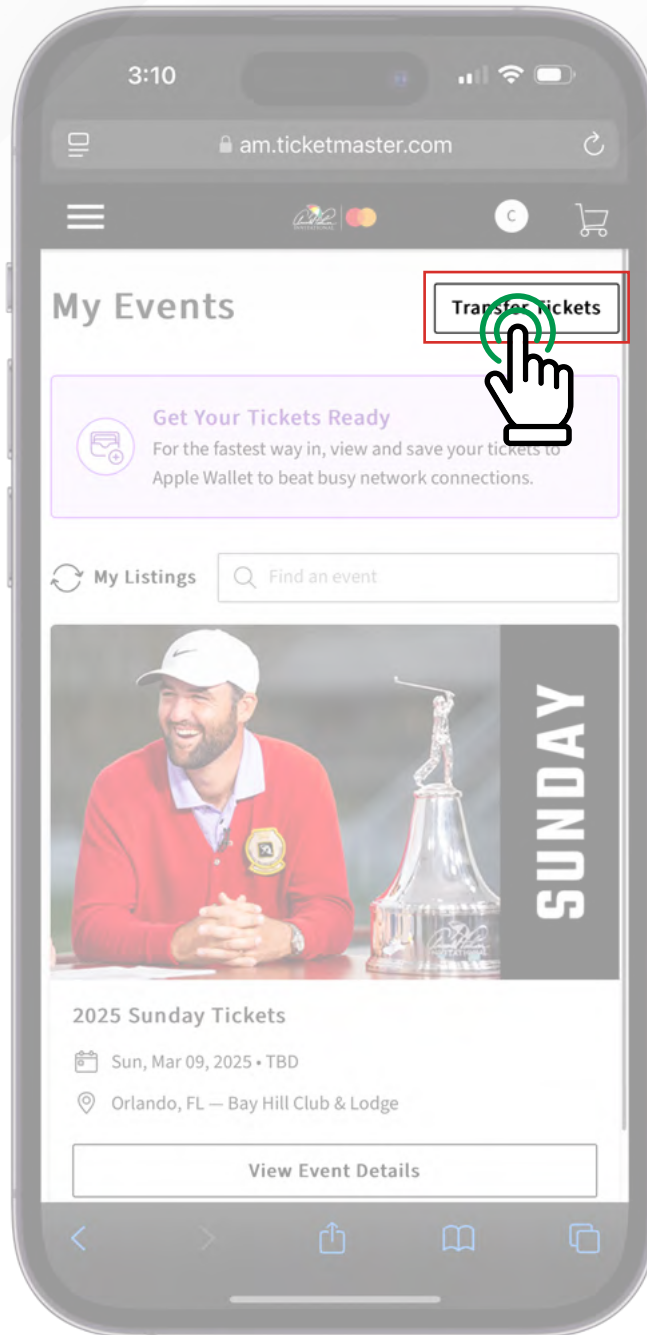 3:10
am.ticketmaster.com
C
My Events
Transfer Tickets
Get Your Tickets Ready
For the fastest way in, view and save your tickets to
Apple Wallet to beat busy network connections.
My Listings
Find an event
SUNDAY
2025 Sunday Tickets
Sun, Mar 09, 2025 • TBD
Orlando, FL — Bay Hill Club & Lodge
View Event Details